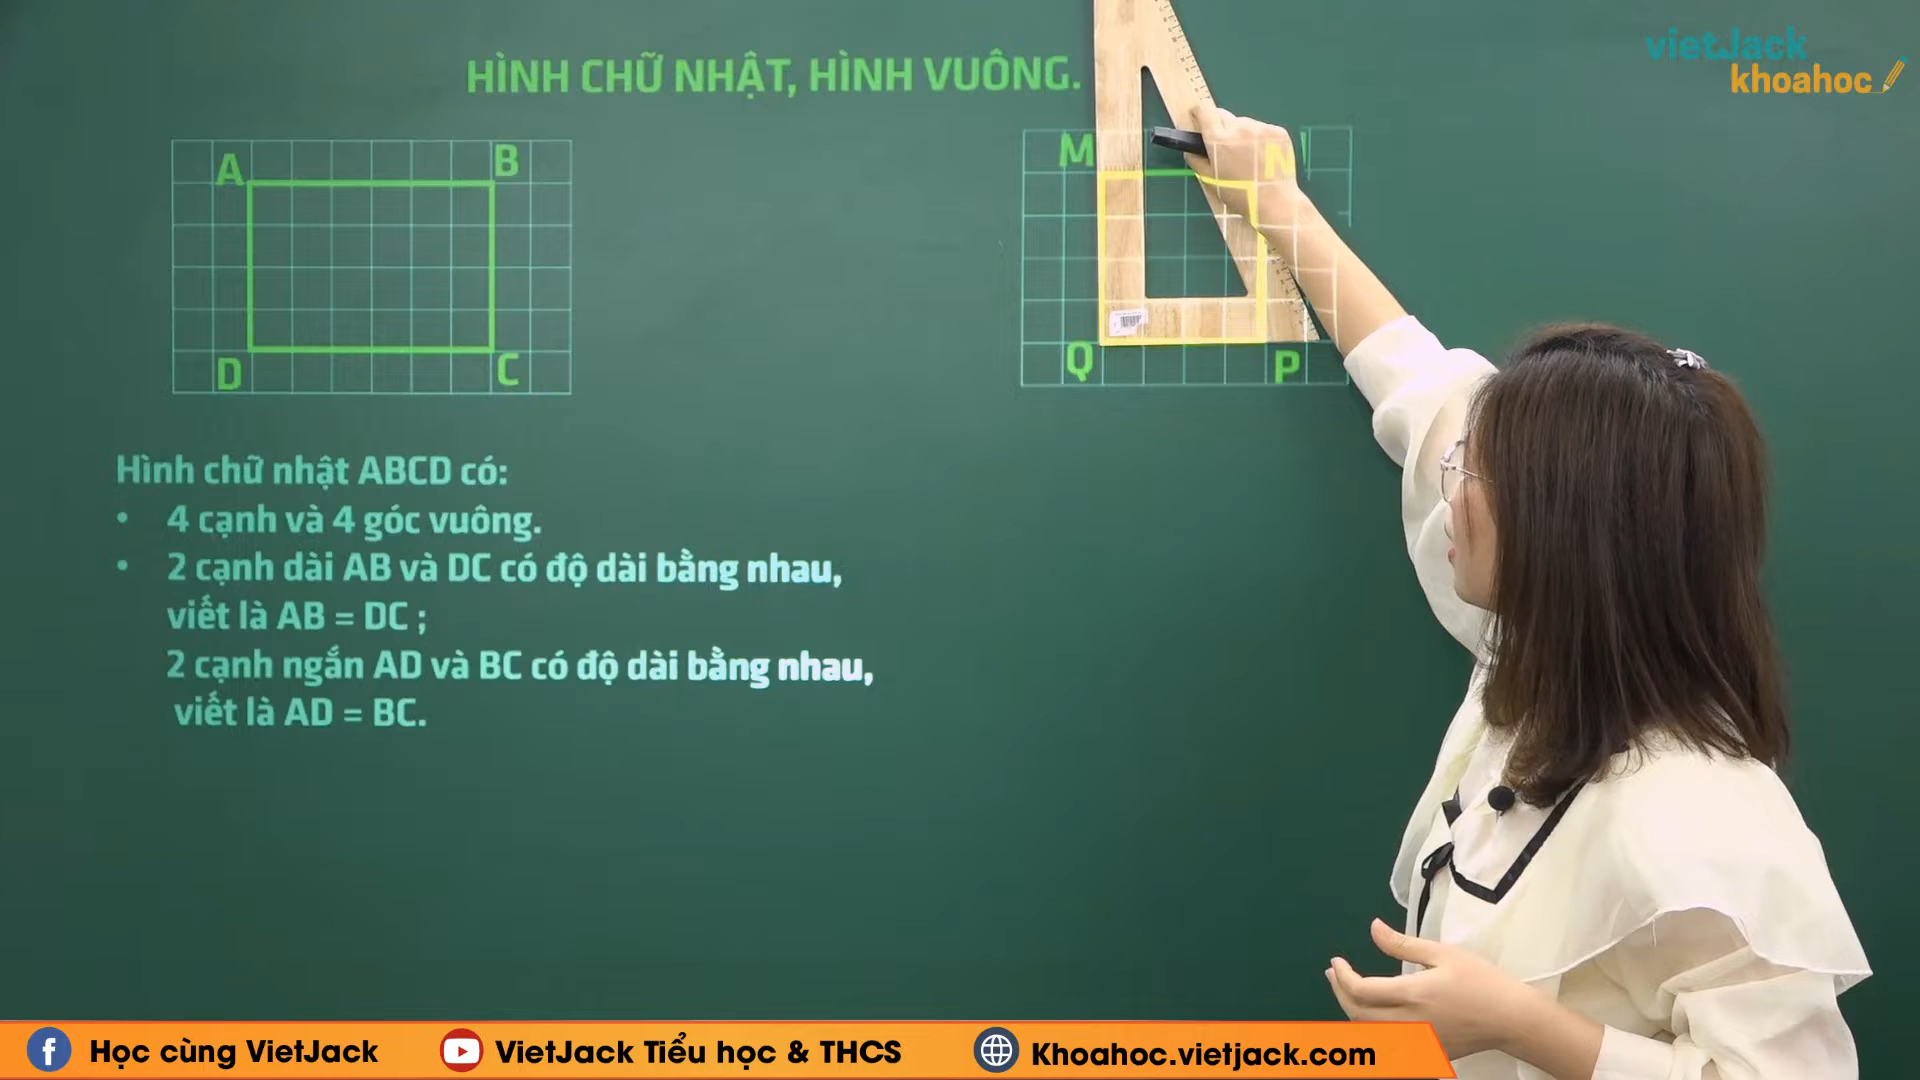 vietJack
khoahoc
HÌNH CHỮ NHẬT, HÌNH VUÔNG.
A
B
D
C
M
N
Q
P
Hình chữ nhật ABCD có:
• 4 cạnh và 4 góc vuông.
• 2 cạnh dài AB và DC có độ dài bằng nhau,
viết là AB = DC ;
2 cạnh ngắn AD và BC có độ dài bằng nhau,
viết là AD = BC.
Học cùng VietJack
VietJack Tiểu học & THCS
Khoahoc.vietjack.com